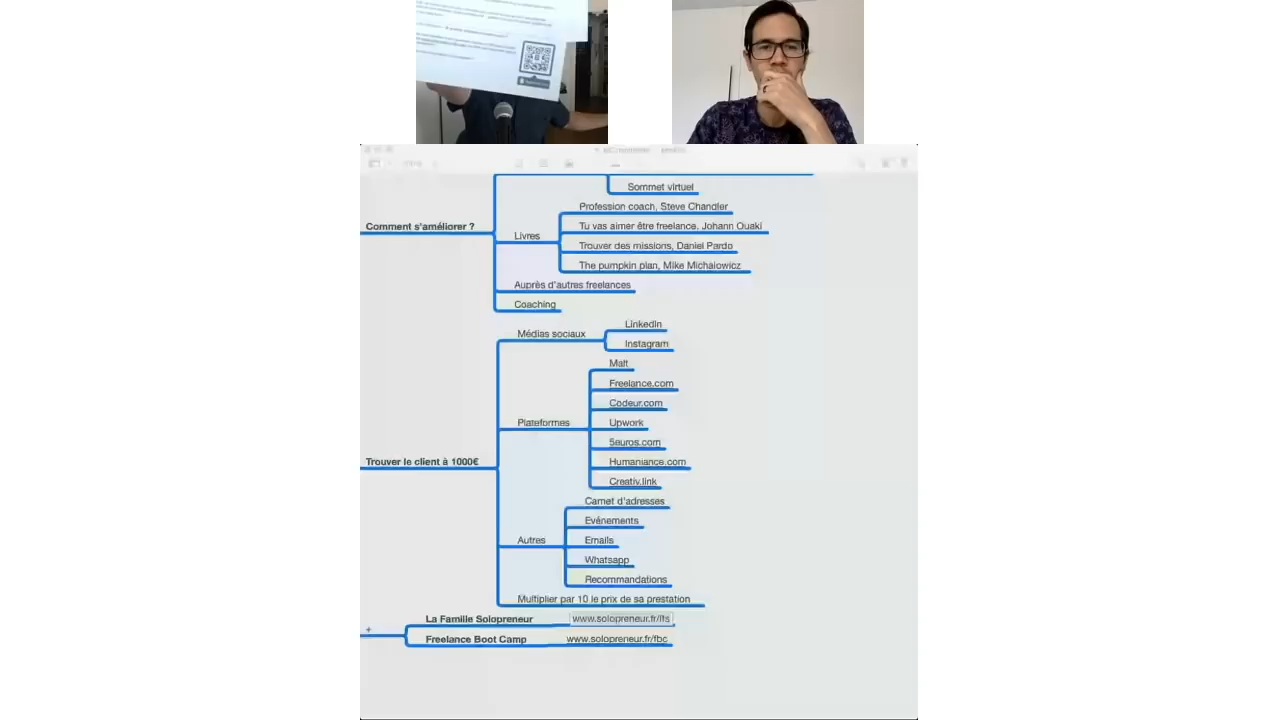 Sommet virtuel
Profession coach, Steve Chandler
Comment s'améliorer ?
Tu vas aimer être freelance, Johann Ouaki
Livres
Trouver des missions, Daniel Pardo
The pumpkin plan, Mike Michalowicz
Auprès d'autres freelances
Coaching
LinkedIn
Médias sociaux
Instagram
Malt
Freelance.com
Codeur.com
Plateformes
Upwork
5euros.com
Trouver le client à 1000€
Humaniance.com
Creativ.link
Carnet d'adresses
Evénements
Autres
Emails
Whatsapp
Recommandations
Multiplier par 10 le prix de sa prestation
La Famille Solopreneur
www.solopreneur.fr/lfs
Freelance Boot Camp
www.solopreneur.fr/fbc